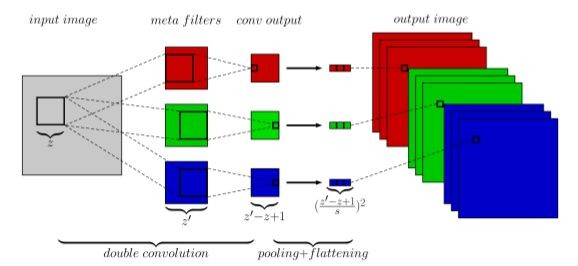 input image meta filters conv output output image
z
z′ z′−z+1 (z′−z+1/s)²
double convolution pooling+flattening